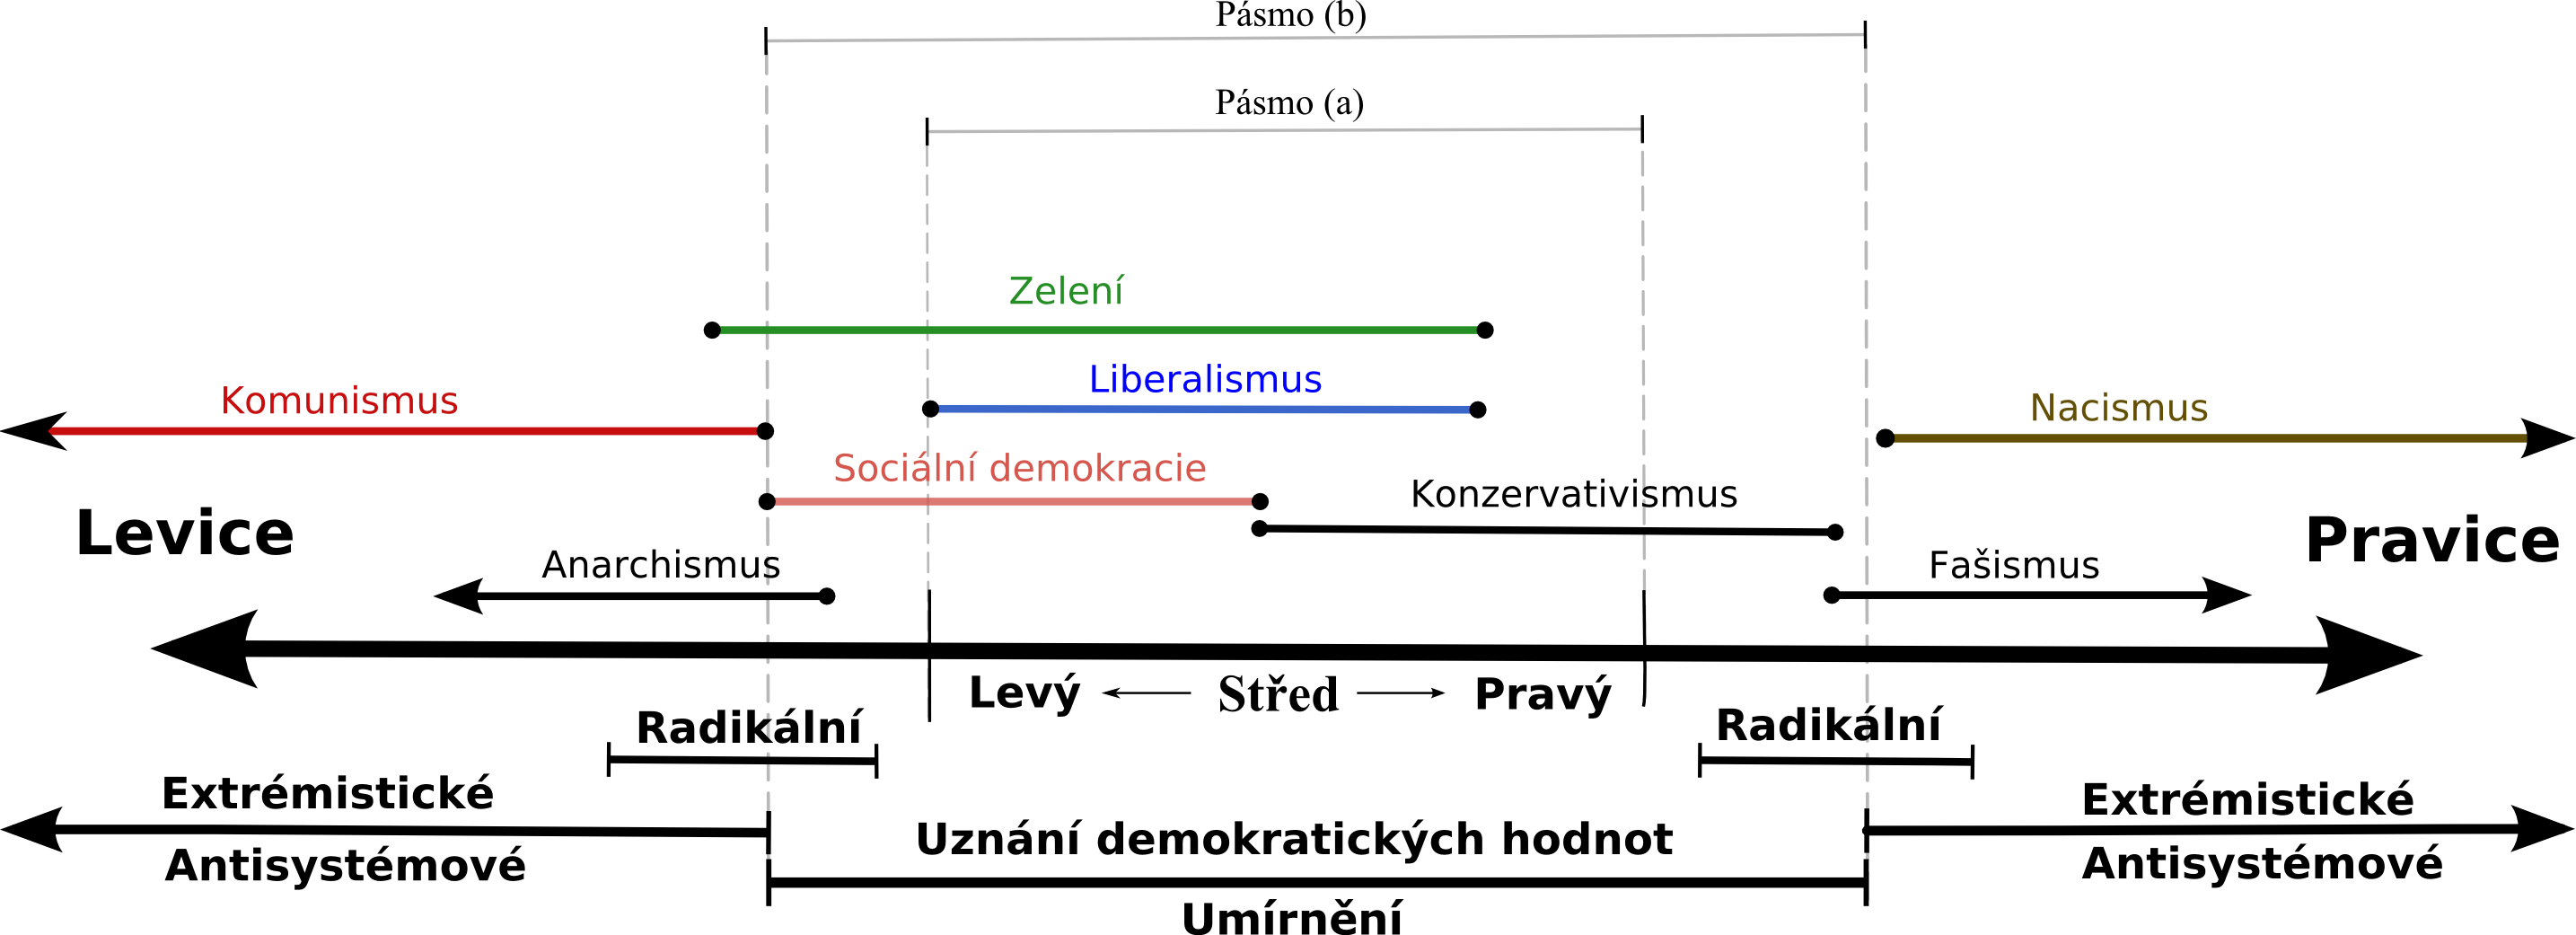 Pásmo (b)
Pásmo (a)
Zelení
Liberalismus
Komunismus
Nacismus
Sociální demokracie
Konzervativismus
Levice
Pravice
Anarchismus
Fašismus
Levý
Střed
Pravý
Radikální
Radikální
Extrémistické
Extrémistické
Uznání demokratických hodnot
Antisystémové
Antisystémové
Umírnění